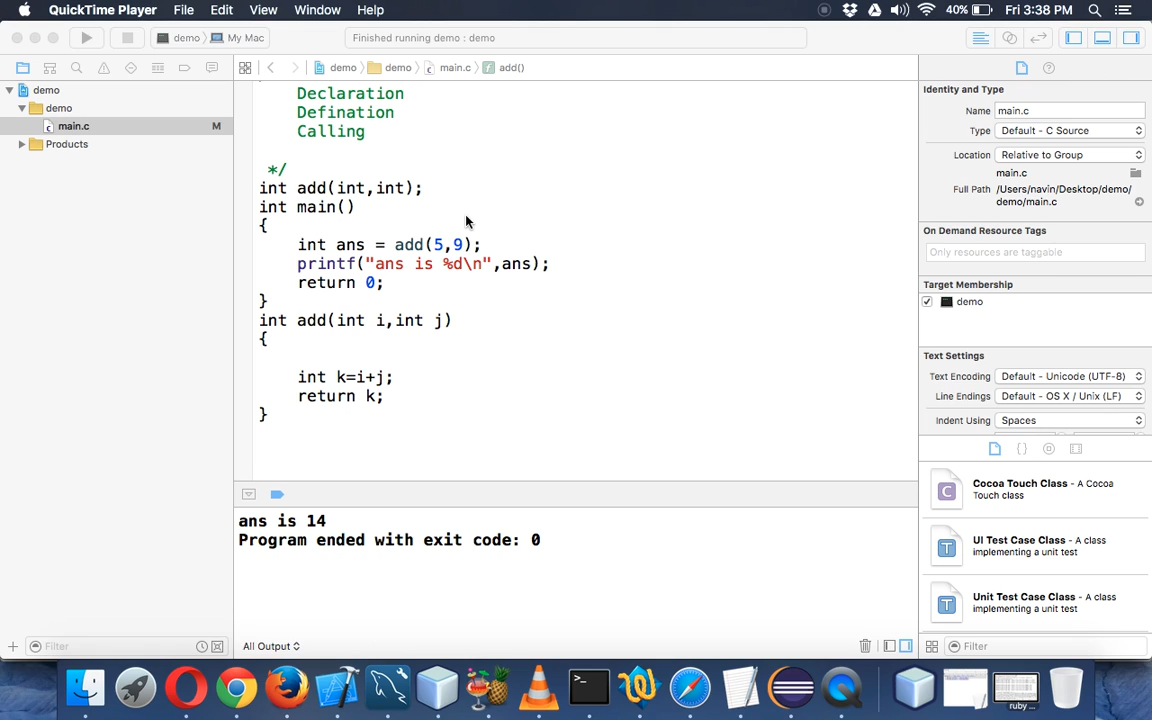 QuickTime Player File Edit View Window Help 40% Fri 3:38 PM
demo My Mac Finished running demo : demo
demo demo main.c add()
demo
demo
main.c M
Products
Declaration
Defination
Calling
*/
int add(int,int);
int main()
{
int ans = add(5,9);
printf("ans is %d\n",ans);
return 0;
}
int add(int i,int j)
{
int k=i+j;
return k;
}
ans is 14
Program ended with exit code: 0
Filter
All Output
Identity and Type
Name main.c
Type Default - C Source
Location Relative to Group
main.c
Full Path /Users/navin/Desktop/demo/
demo/main.c
On Demand Resource Tags
Only resources are taggable
Target Membership
demo
Text Settings
Text Encoding Default - Unicode (UTF-8)
Line Endings Default - OS X / Unix (LF)
Indent Using Spaces
{ }
C Cocoa Touch Class - A Cocoa
Touch class
T UI Test Case Class - A class
implementing a unit test
T Unit Test Case Class - A class
implementing a unit test
Filter
ruby ...